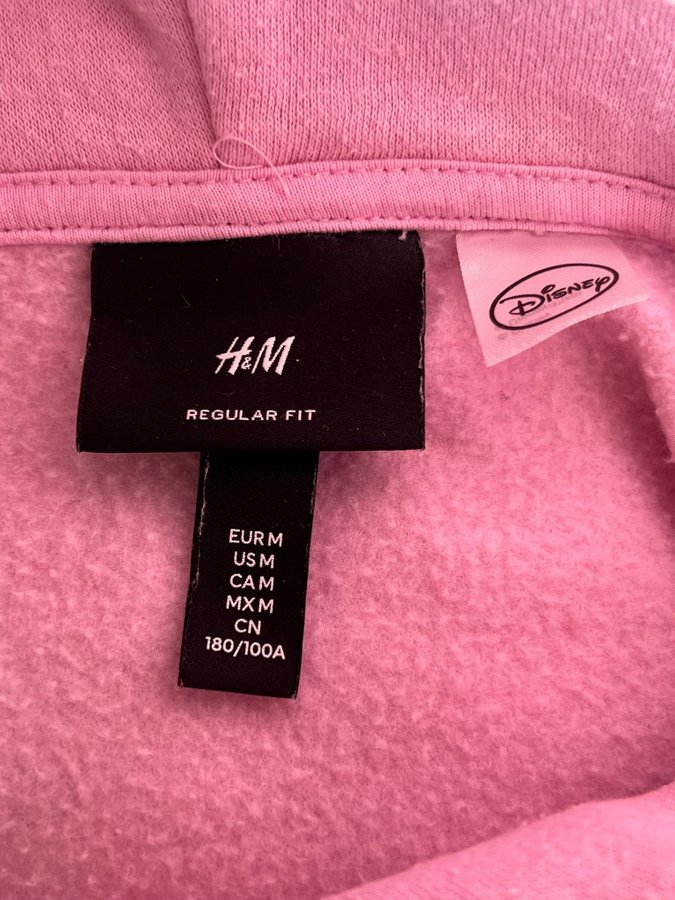 H&M
REGULAR FIT
EUR M
US M
CA M
MX M
CN
180/100A
DISNEY